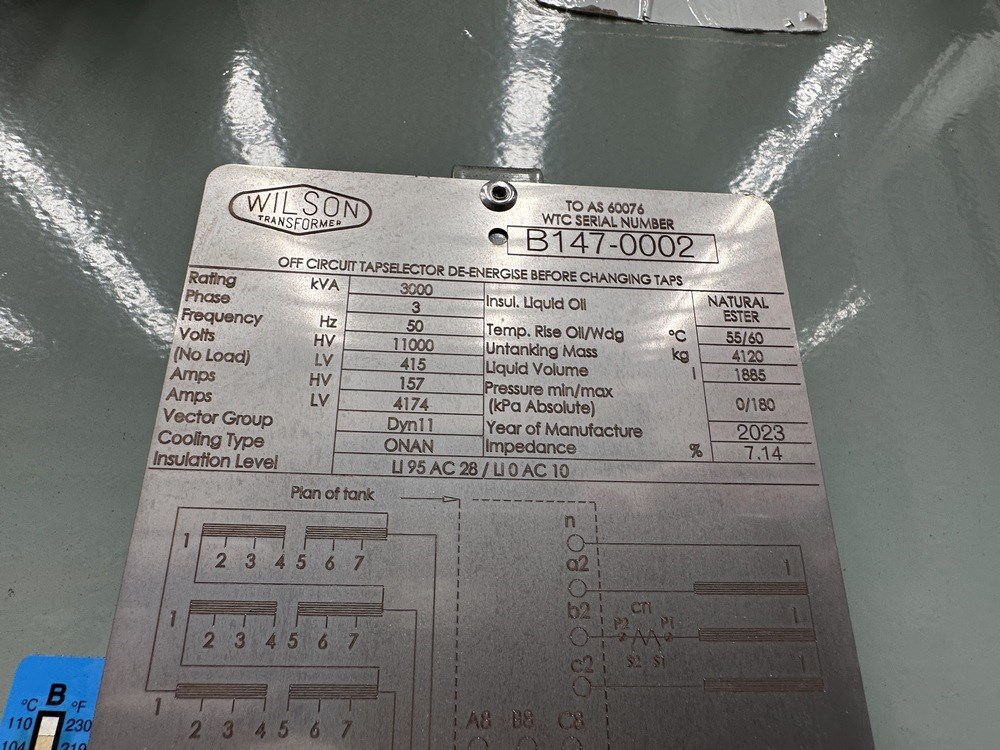 WILSON
TRANSFORMER
TO AS 60076
WTC SERIAL NUMBER
B147-0002
OFF CIRCUIT TAPSELECTOR DE-ENERGISE BEFORE CHANGING TAPS
Rating kVA 3000
Phase 3
Frequency Hz 50
Volts HV 11000
(No Load) LV 415
Amps HV 157
Amps LV 4174
Vector Group Dyn11
Cooling Type ONAN
Insulation Level LI 95 AC 28 / LI 0 AC 10
Insul. Liquid Oil NATURAL ESTER
Temp. Rise Oil/Wdg °C 55/60
Untanking Mass kg 4120
Liquid Volume l 1885
Pressure min/max
(kPa Absolute) 0/180
Year of Manufacture 2023
Impedance % 7.14
Plan of tank
1
2 3 4 5 6 7
1
2 3 4 5 6 7
1
2 3 4 5 6 7
n
1
a2
1
b2
CT1
P2 P1
S2 S1
1
c2
A8 B8 C8
B
°C °F
110 230
104 219